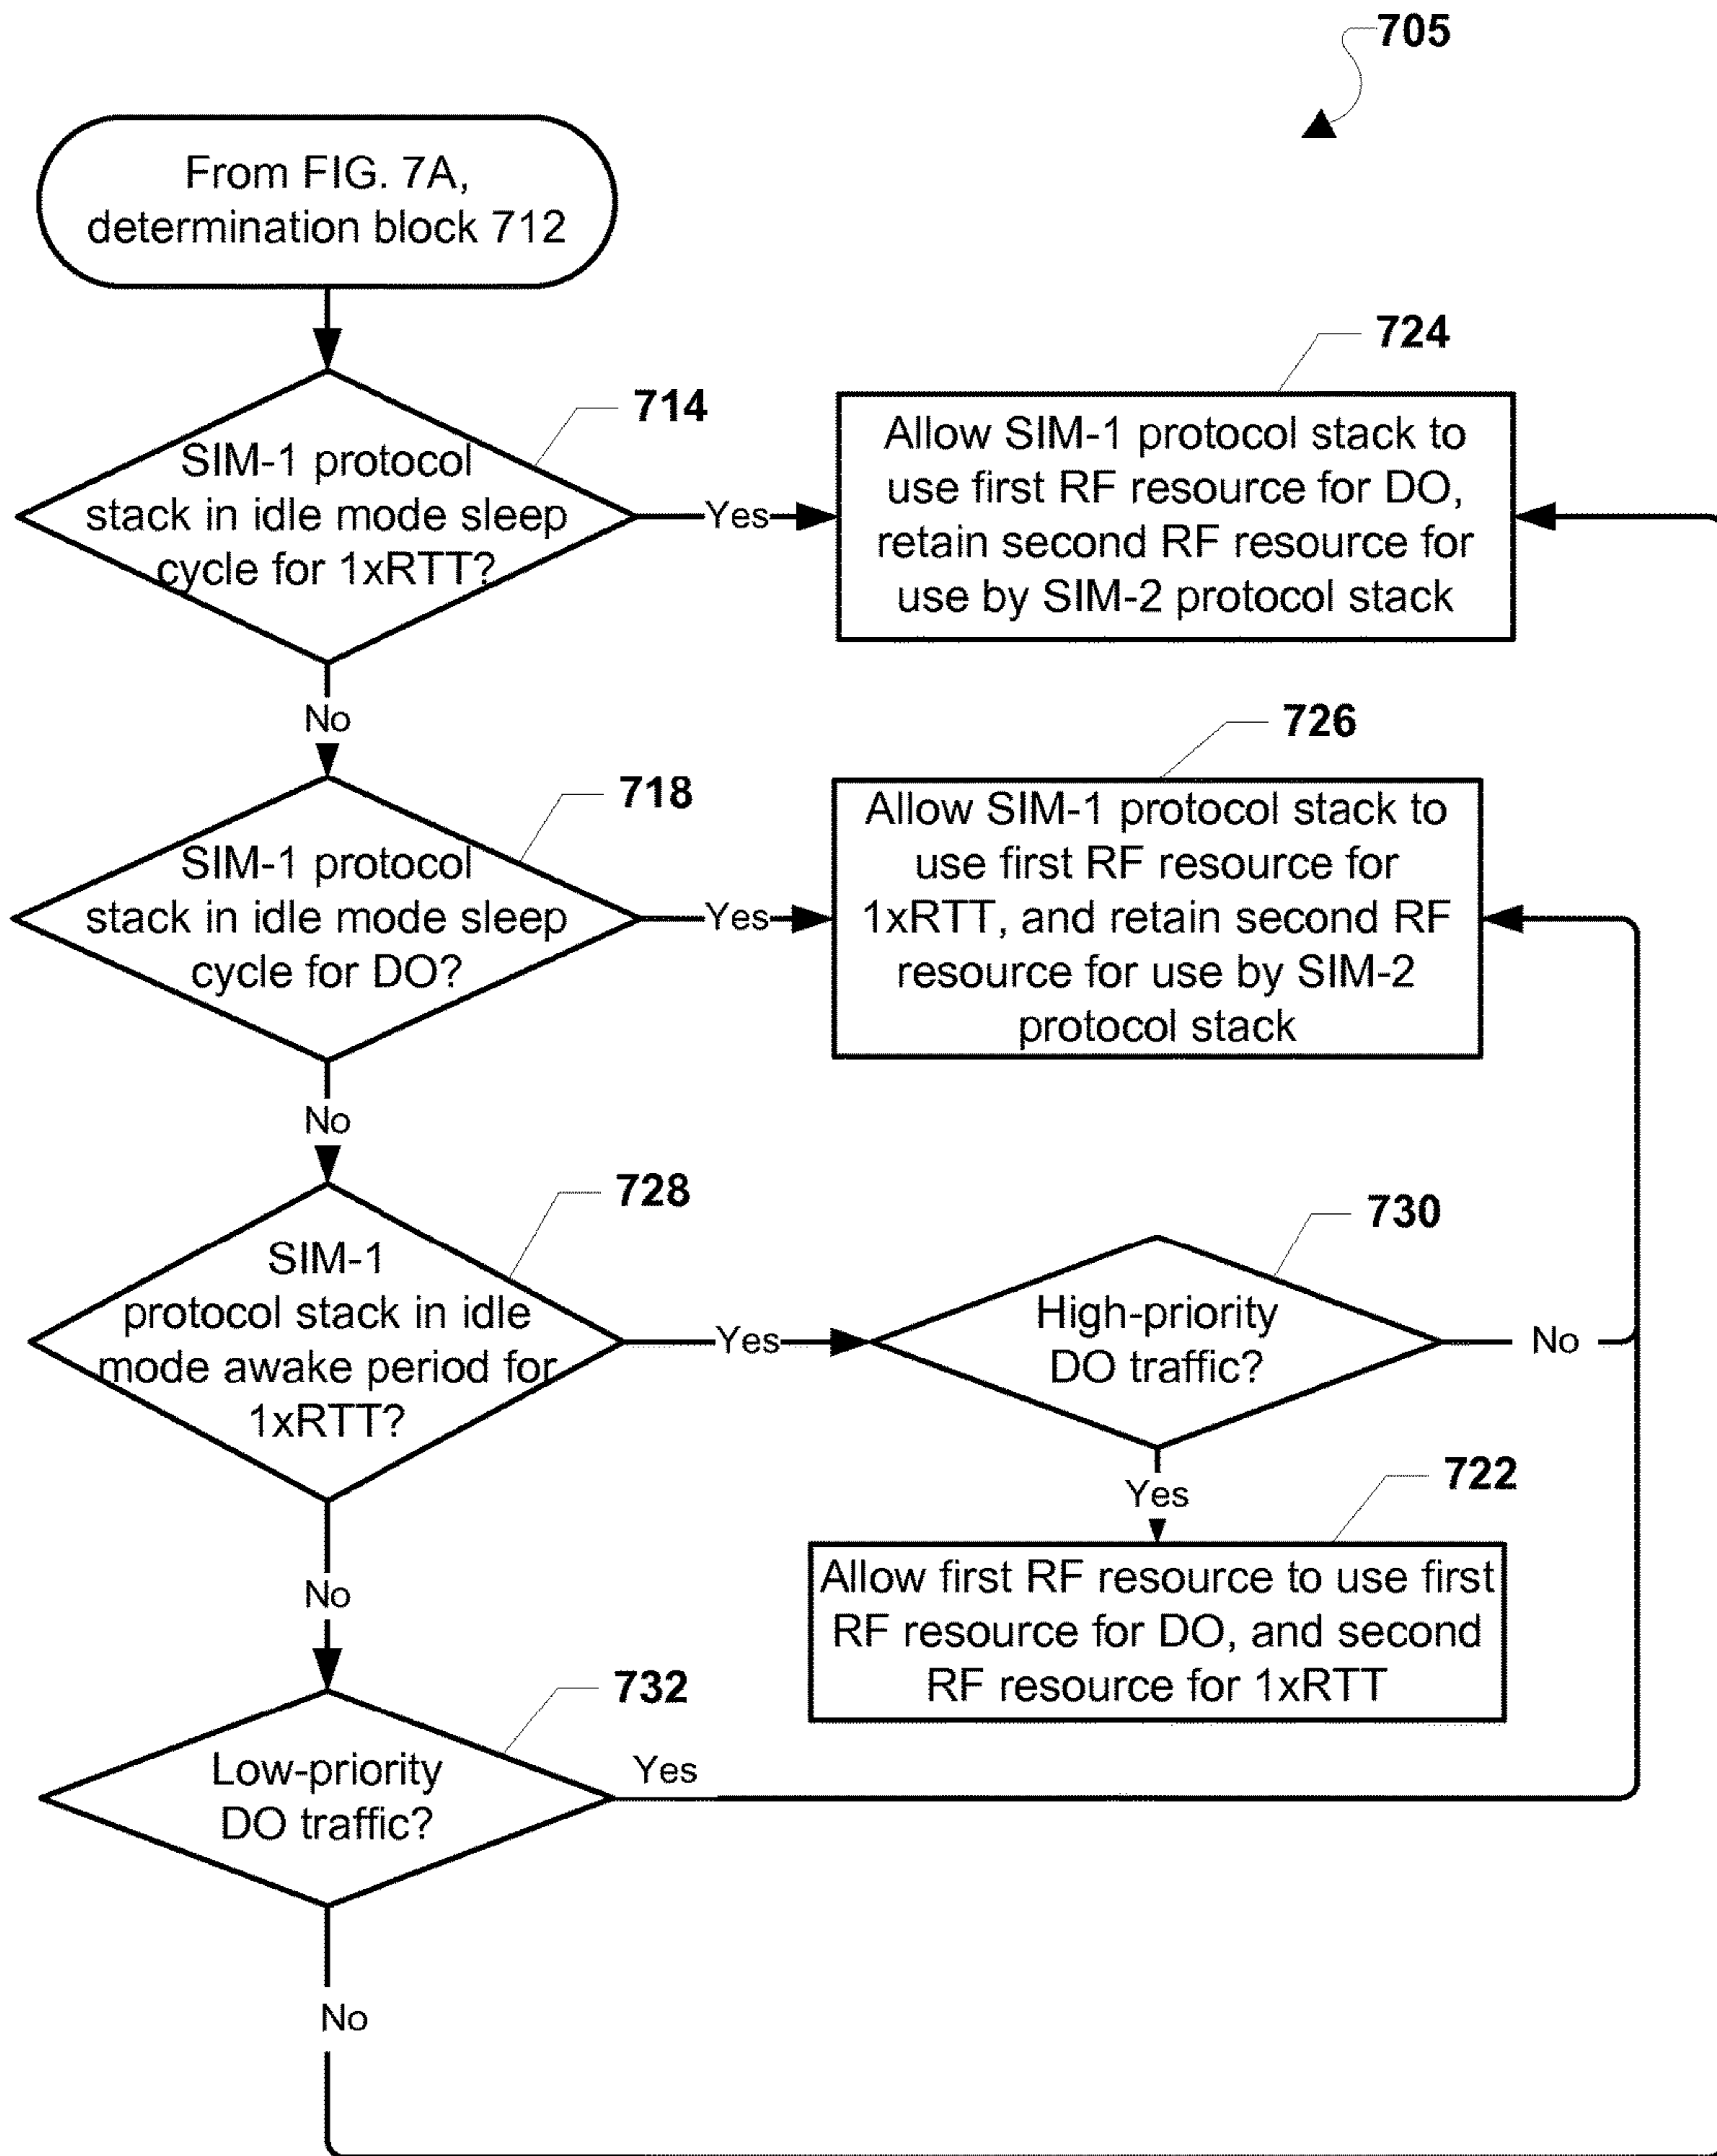 705
From FIG. 7A,
determination block 712
714
SIM-1 protocol
stack in idle mode sleep
cycle for 1xRTT?
Yes
724
Allow SIM-1 protocol stack to
use first RF resource for DO,
retain second RF resource for
use by SIM-2 protocol stack
No
718
SIM-1 protocol
stack in idle mode sleep
cycle for DO?
Yes
726
Allow SIM-1 protocol stack to
use first RF resource for
1xRTT, and retain second RF
resource for use by SIM-2
protocol stack
No
728
SIM-1
protocol stack in idle
mode awake period for
1xRTT?
Yes
730
High-priority
DO traffic?
No
Yes
722
Allow first RF resource to use first
RF resource for DO, and second
RF resource for 1xRTT
No
732
Low-priority
DO traffic?
Yes
No